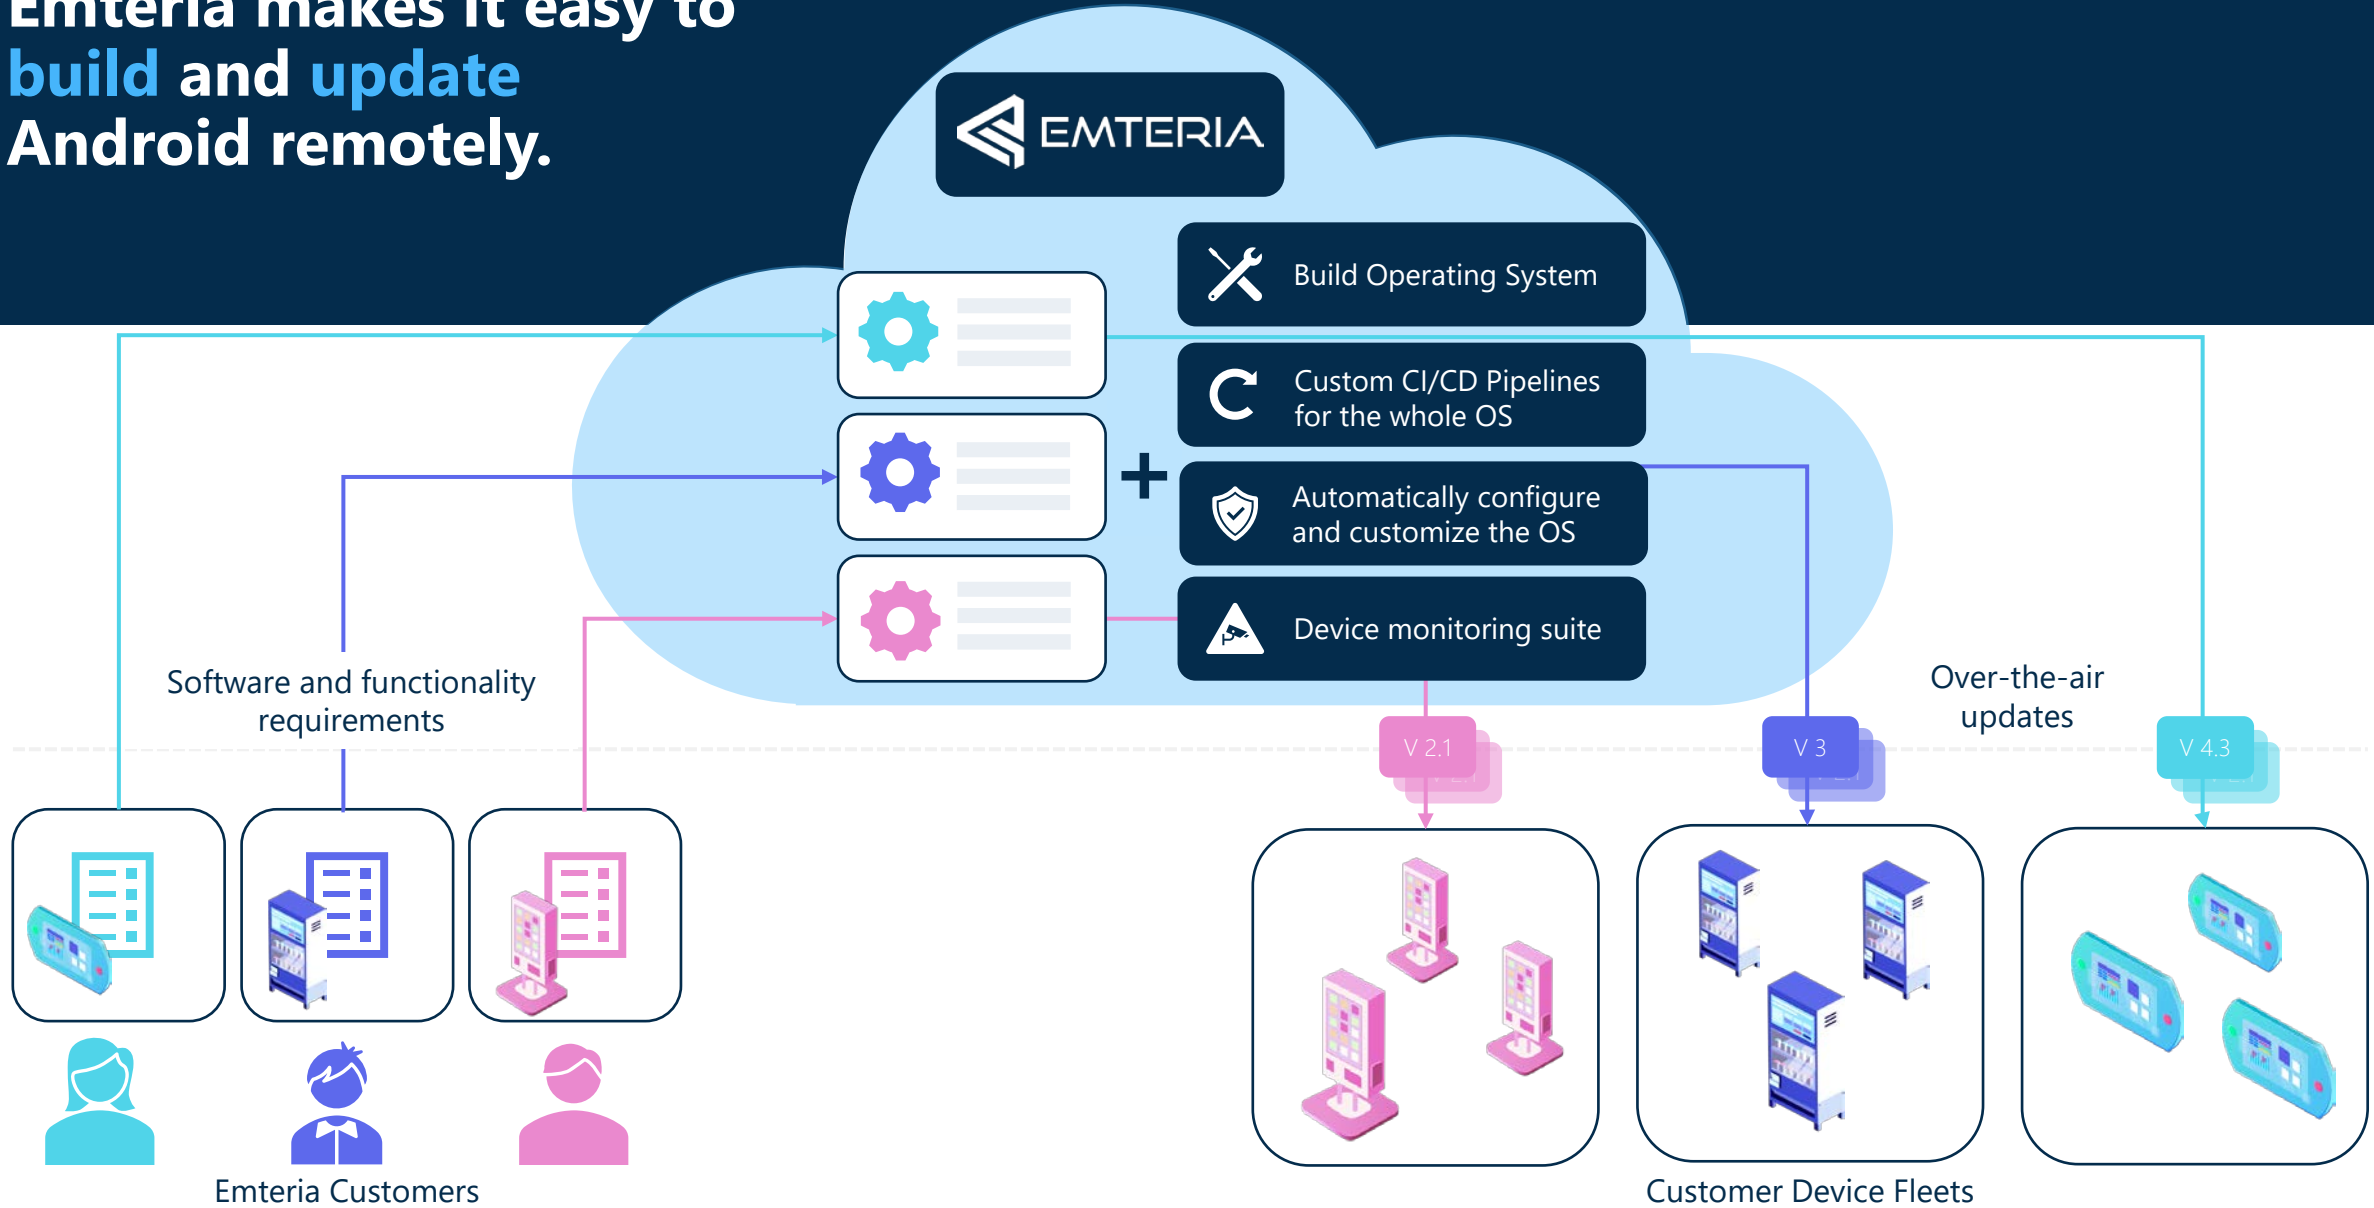 Emteria makes it easy to
build and update
Android remotely.
EMTERIA
Build Operating System
Custom CI/CD Pipelines
for the whole OS
+
Automatically configure
and customize the OS
Device monitoring suite
Software and functionality
requirements
Over-the-air
updates
V 2.1
V 3
V 4.3
Emteria Customers
Customer Device Fleets